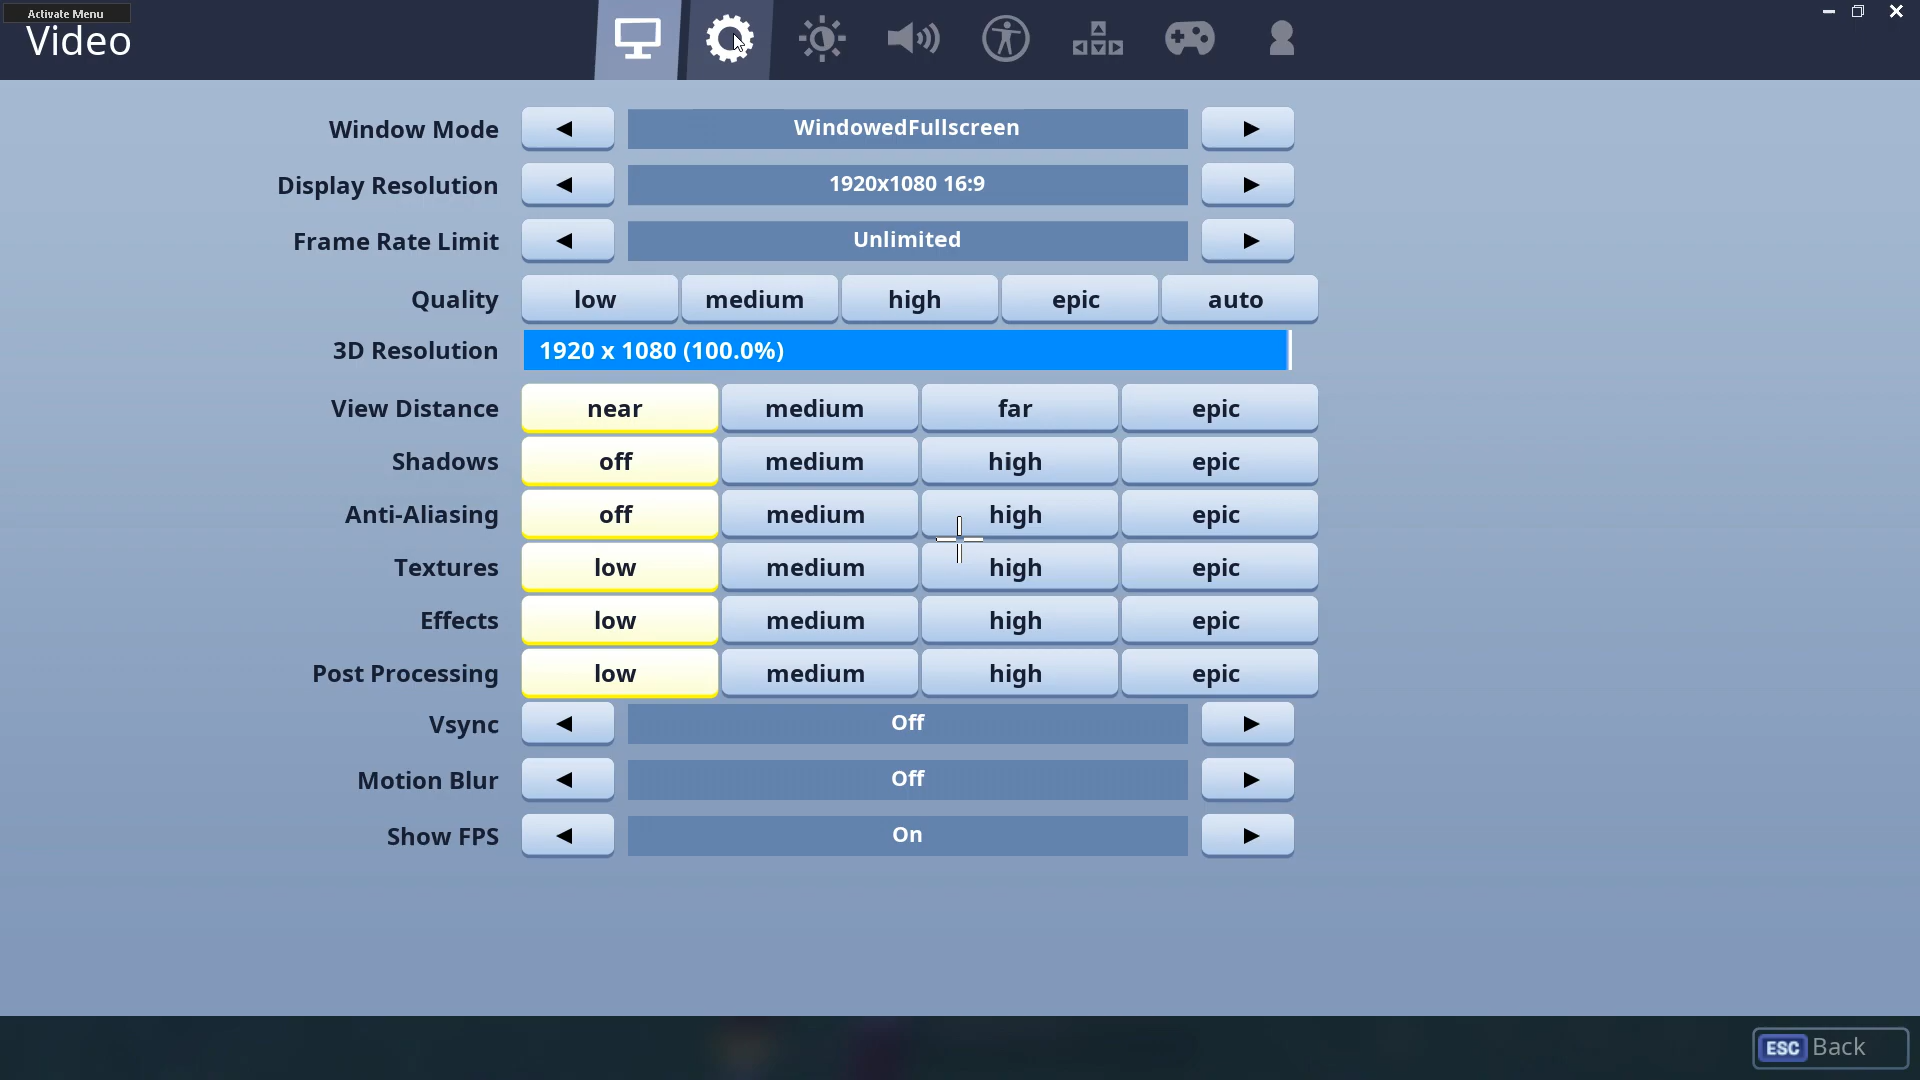 Activate Menu
Video
Window Mode ◀ WindowedFullscreen ▶
Display Resolution ◀ 1920x1080 16:9 ▶
Frame Rate Limit ◀ Unlimited ▶
Quality low medium high epic auto
3D Resolution 1920 x 1080 (100.0%)
View Distance near medium far epic
Shadows off medium high epic
Anti-Aliasing off medium high epic
Textures low medium high epic
Effects low medium high epic
Post Processing low medium high epic
Vsync ◀ Off ▶
Motion Blur ◀ Off ▶
Show FPS ◀ On ▶
ESC Back